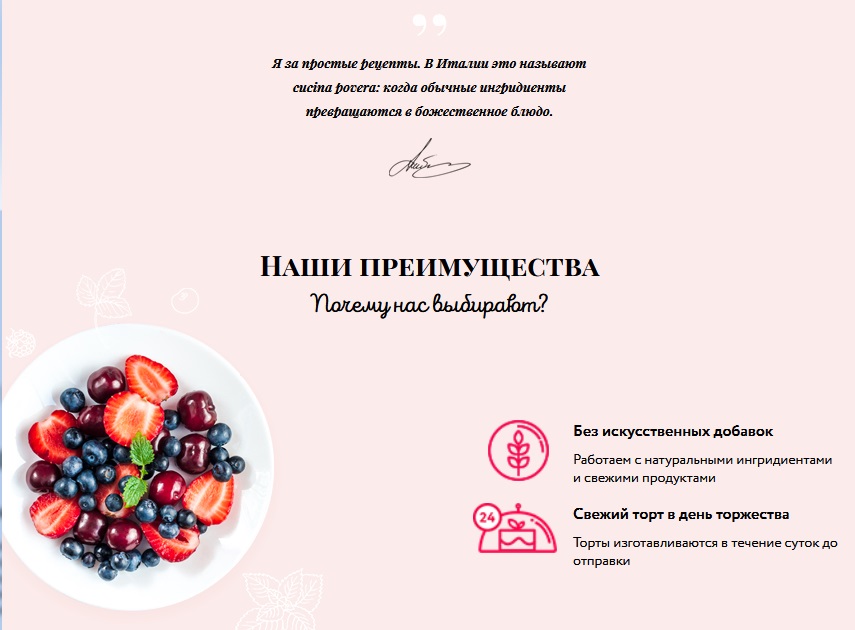 Я за простые рецепты. В Италии это называют
cucina povera: когда обычные ингридиенты
превращаются в божественное блюдо.
Наши преимущества
Почему нас выбирают?
Без искусственных добавок
Работаем с натуральными ингридиентами
и свежими продуктами
24
Свежий торт в день торжества
Торты изготавливаются в течение суток до
отправки